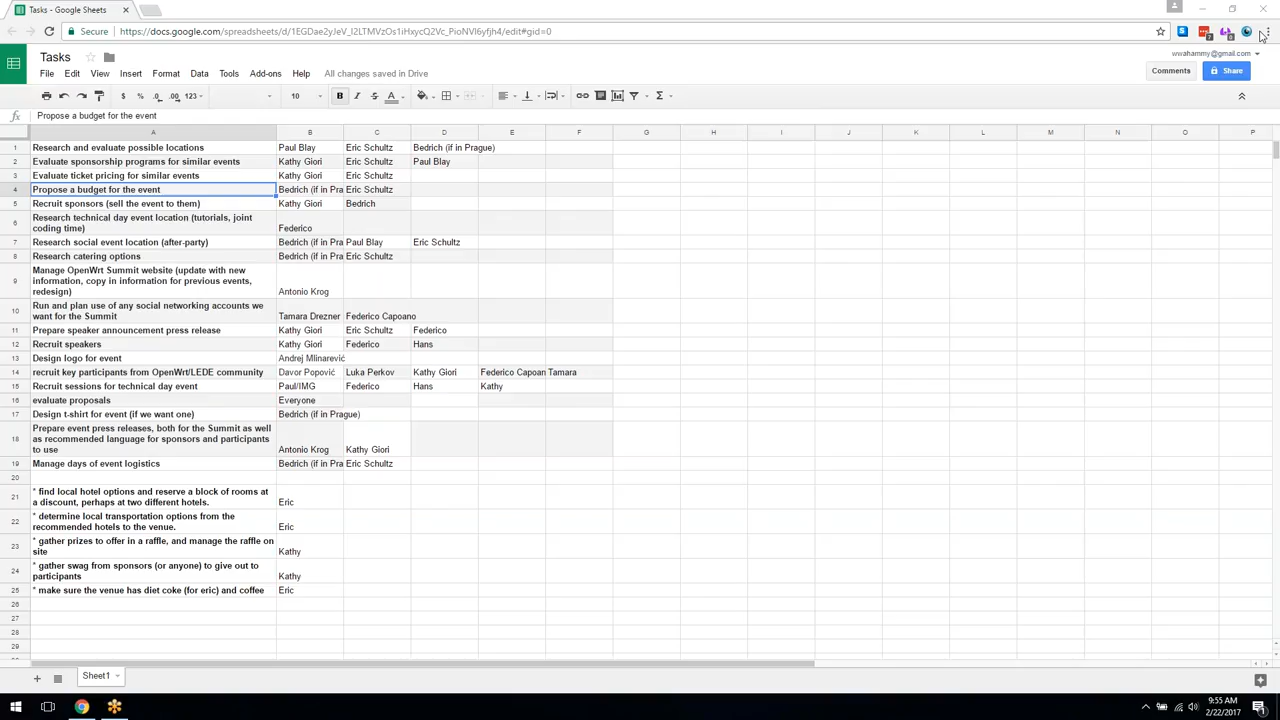 Tasks - Google Sheets
Secure
https://docs.google.com/spreadsheets/d/1EGDae2yJeV_I2LTMVzOs1iHxycQ2Vc_PioNVl6yfjh4/edit#gid=0
Tasks
wwahammy@gmail.com
File Edit View Insert Format Data Tools Add-ons Help All changes saved in Drive
Comments
Share
$ % .0 .00 123 10 B I S A Σ
fx Propose a budget for the event
A B C D E F G H I J K L M N O P
1 Research and evaluate possible locations Paul Blay Eric Schultz Bedrich (if in Prague)
2 Evaluate sponsorship programs for similar events Kathy Giori Eric Schultz Paul Blay
3 Evaluate ticket pricing for similar events Kathy Giori Eric Schultz
4 Propose a budget for the event Bedrich (if in Pra Eric Schultz
5 Recruit sponsors (sell the event to them) Kathy Giori Bedrich
Research technical day event location (tutorials, joint
6 coding time) Federico
7 Research social event location (after-party) Bedrich (if in Pra Paul Blay Eric Schultz
8 Research catering options Bedrich (if in Pra Eric Schultz
Manage OpenWrt Summit website (update with new
9 information, copy in information for previous events,
redesign) Antonio Krog
Run and plan use of any social networking accounts we
10 want for the Summit Tamara Drezner Federico Capoano
11 Prepare speaker announcement press release Kathy Giori Eric Schultz Federico
12 Recruit speakers Kathy Giori Federico Hans
13 Design logo for event Andrej Mlinarević
14 recruit key participants from OpenWrt/LEDE community Davor Popović Luka Perkov Kathy Giori Federico Capoan Tamara
15 Recruit sessions for technical day event Paul/IMG Federico Hans Kathy
16 evaluate proposals Everyone
17 Design t-shirt for event (if we want one) Bedrich (if in Prague)
Prepare event press releases, both for the Summit as well
18 as recommended language for sponsors and participants
to use Antonio Krog Kathy Giori
19 Manage days of event logistics Bedrich (if in Pra Eric Schultz
20
* find local hotel options and reserve a block of rooms at
21 a discount, perhaps at two different hotels. Eric
* determine local transportation options from the
22 recommended hotels to the venue. Eric
* gather prizes to offer in a raffle, and manage the raffle on
23 site Kathy
* gather swag from sponsors (or anyone) to give out to
24 participants Kathy
25 * make sure the venue has diet coke (for eric) and coffee Eric
26
27
28
29
Sheet1
9:55 AM
2/22/2017